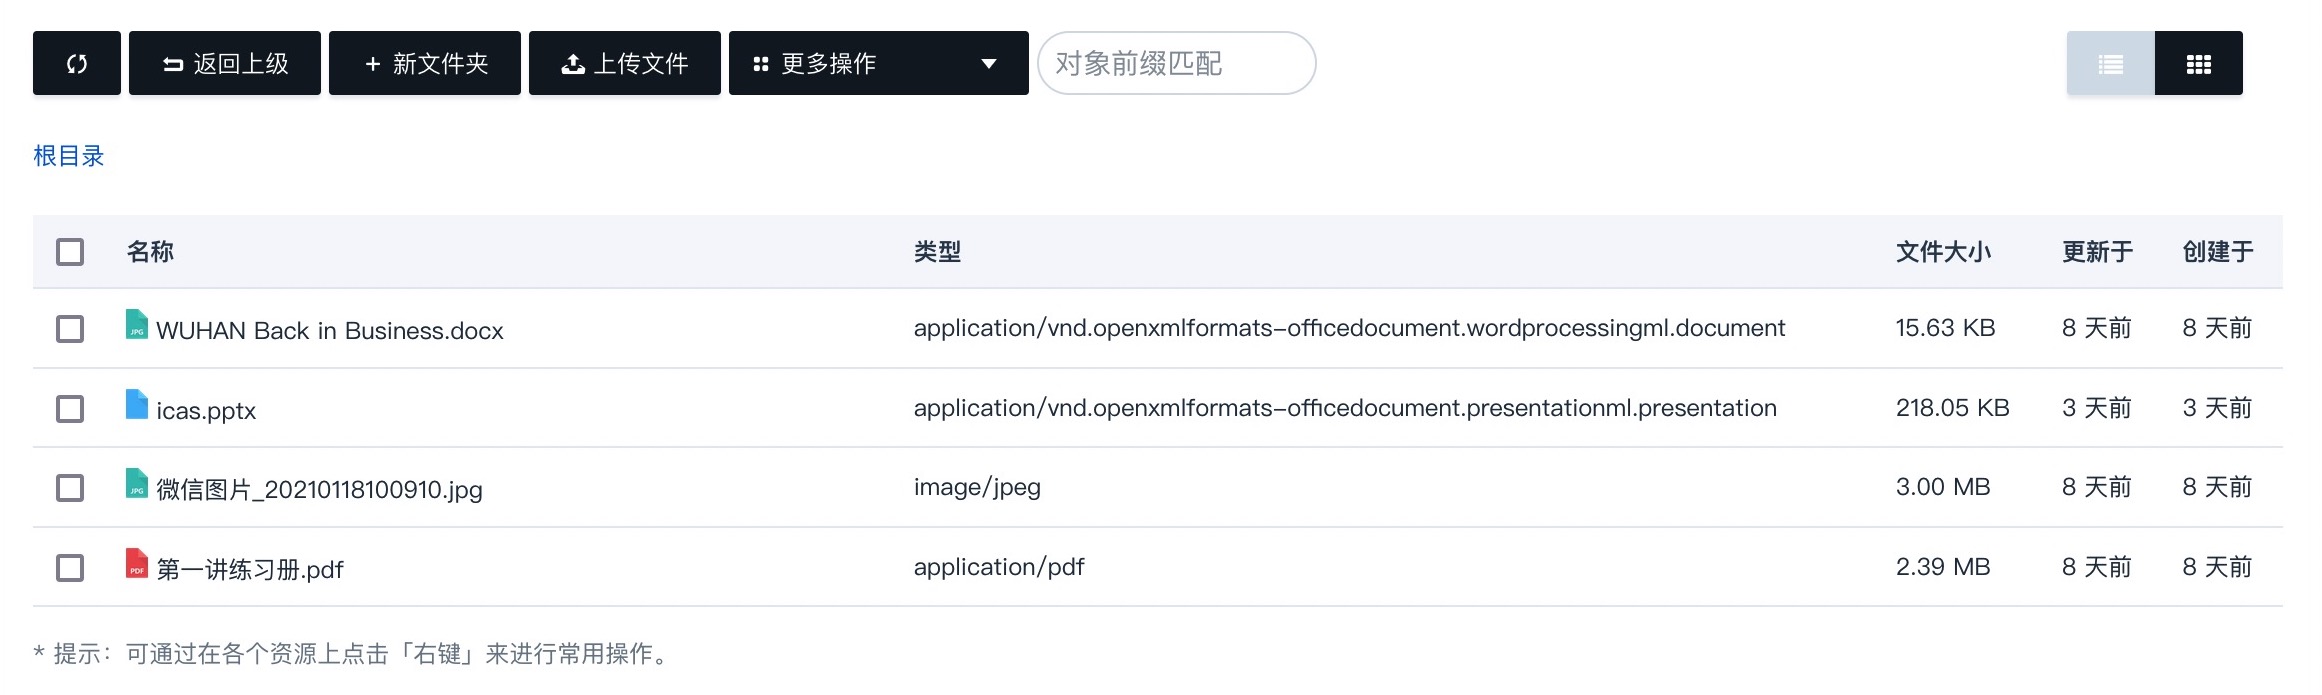 返回上级 + 新文件夹 上传文件 更多操作 对象前缀匹配
根目录
名称 类型 文件大小 更新于 创建于
JPG WUHAN Back in Business.docx application/vnd.openxmlformats-officedocument.wordprocessingml.document 15.63 KB 8 天前 8 天前
icas.pptx application/vnd.openxmlformats-officedocument.presentationml.presentation 218.05 KB 3 天前 3 天前
JPG 微信图片_20210118100910.jpg image/jpeg 3.00 MB 8 天前 8 天前
PDF 第一讲练习册.pdf application/pdf 2.39 MB 8 天前 8 天前
* 提示：可通过在各个资源上点击「右键」来进行常用操作。